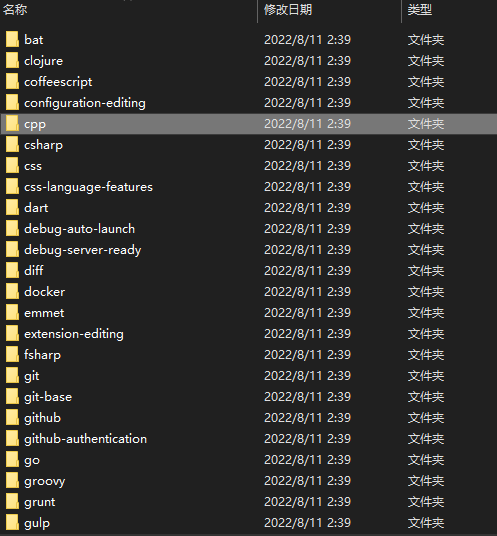 名称 修改日期 类型
bat 2022/8/11 2:39 文件夹
clojure 2022/8/11 2:39 文件夹
coffeescript 2022/8/11 2:39 文件夹
configuration-editing 2022/8/11 2:39 文件夹
cpp 2022/8/11 2:39 文件夹
csharp 2022/8/11 2:39 文件夹
css 2022/8/11 2:39 文件夹
css-language-features 2022/8/11 2:39 文件夹
dart 2022/8/11 2:39 文件夹
debug-auto-launch 2022/8/11 2:39 文件夹
debug-server-ready 2022/8/11 2:39 文件夹
diff 2022/8/11 2:39 文件夹
docker 2022/8/11 2:39 文件夹
emmet 2022/8/11 2:39 文件夹
extension-editing 2022/8/11 2:39 文件夹
fsharp 2022/8/11 2:39 文件夹
git 2022/8/11 2:39 文件夹
git-base 2022/8/11 2:39 文件夹
github 2022/8/11 2:39 文件夹
github-authentication 2022/8/11 2:39 文件夹
go 2022/8/11 2:39 文件夹
groovy 2022/8/11 2:39 文件夹
grunt 2022/8/11 2:39 文件夹
gulp 2022/8/11 2:39 文件夹